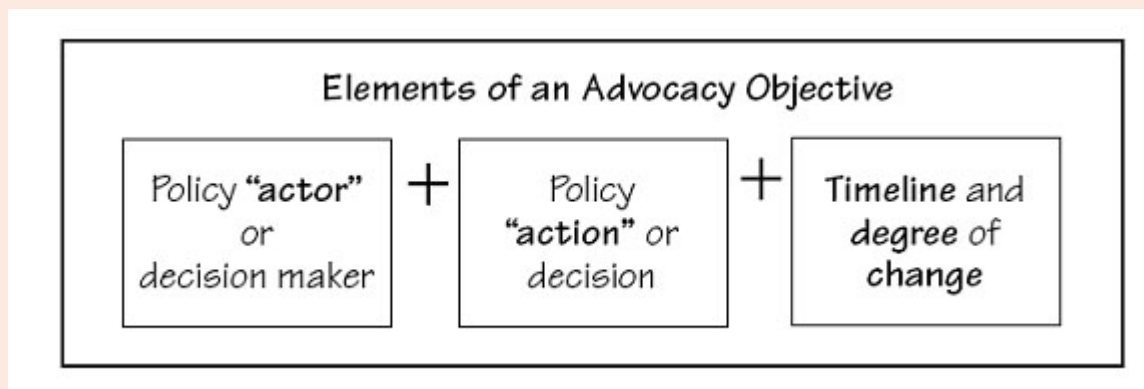 Elements of an Advocacy Objective
Policy “actor”
or
decision maker
+
Policy
“action” or
decision
+
Timeline and
degree of
change